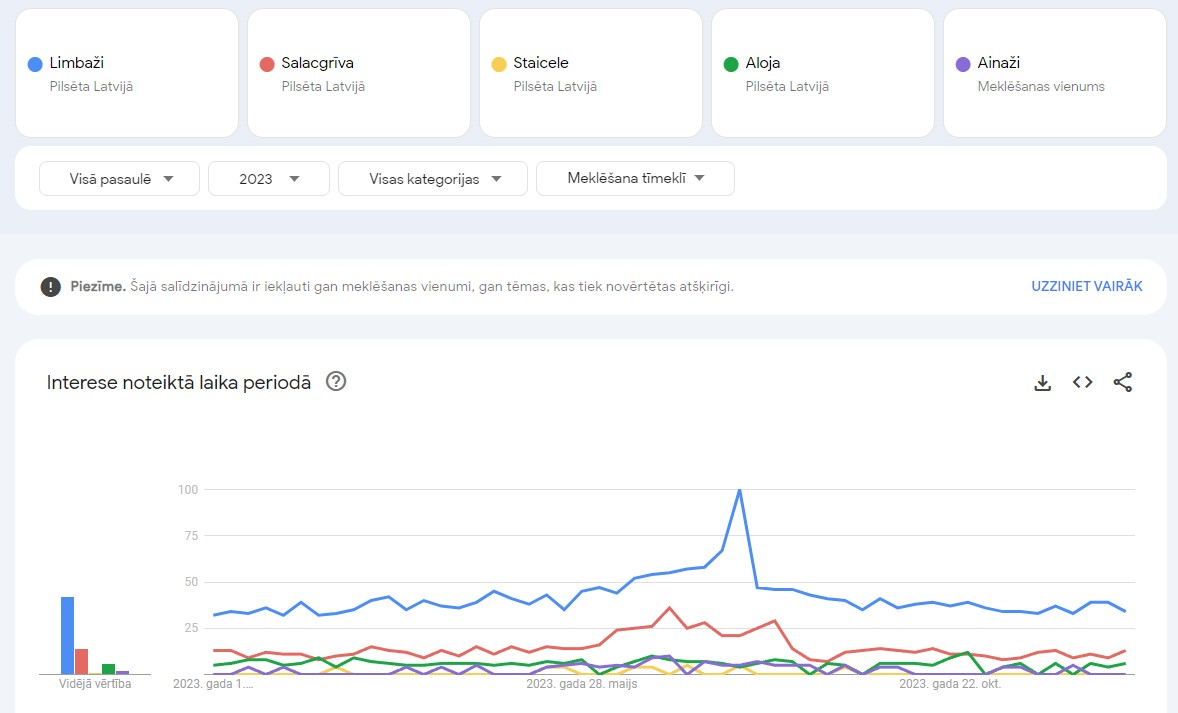 Limbaži
Pilsēta Latvijā
Salacgrīva
Pilsēta Latvijā
Staicele
Pilsēta Latvijā
Aloja
Pilsēta Latvijā
Ainaži
Meklēšanas vienums
Visā pasaulē
2023
Visas kategorijas
Meklēšana tīmeklī
Piezīme. Šajā salīdzinājumā ir iekļauti gan meklēšanas vienumi, gan tēmas, kas tiek novērtētas atšķirīgi.
UZZINIET VAIRĀK
Interese noteiktā laika periodā
100
75
50
25
Vidējā vērtība
2023. gada 1.…
2023. gada 28. maijs
2023. gada 22. okt.